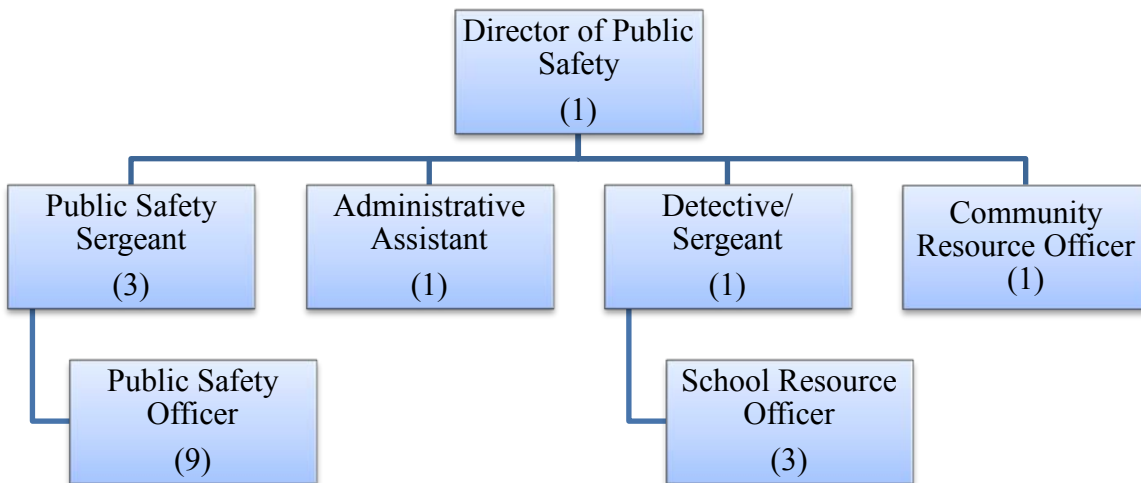 Director of Public
Safety
(1)
Public Safety
Sergeant
(3)
Administrative
Assistant
(1)
Detective/
Sergeant
(1)
Community
Resource Officer
(1)
Public Safety
Officer
(9)
School Resource
Officer
(3)